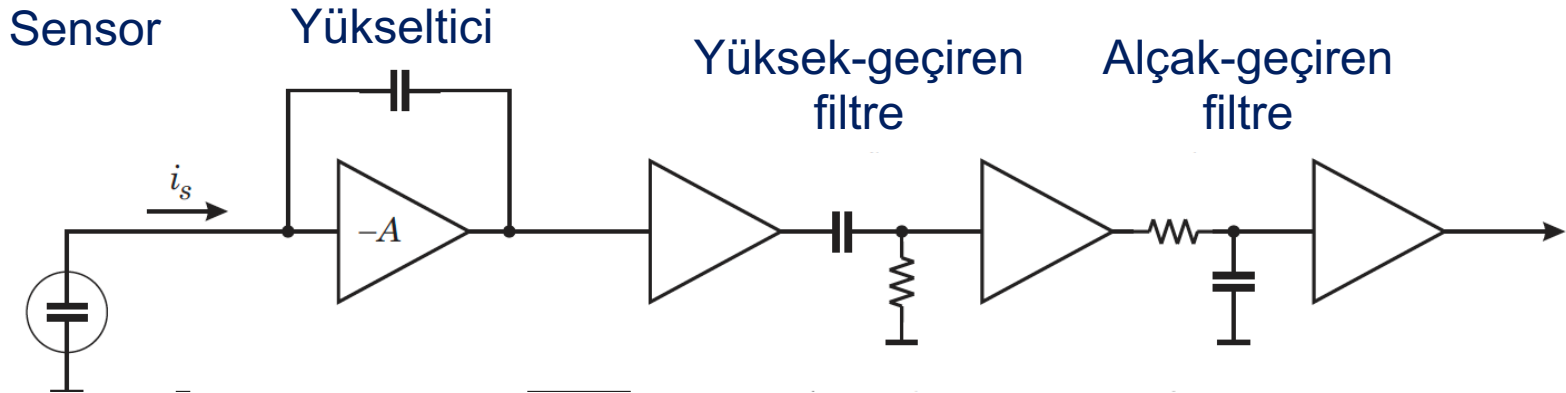 Sensor
Yükseltici
Yüksek-geçiren
filtre
Alçak-geçiren
filtre
i_s
−A